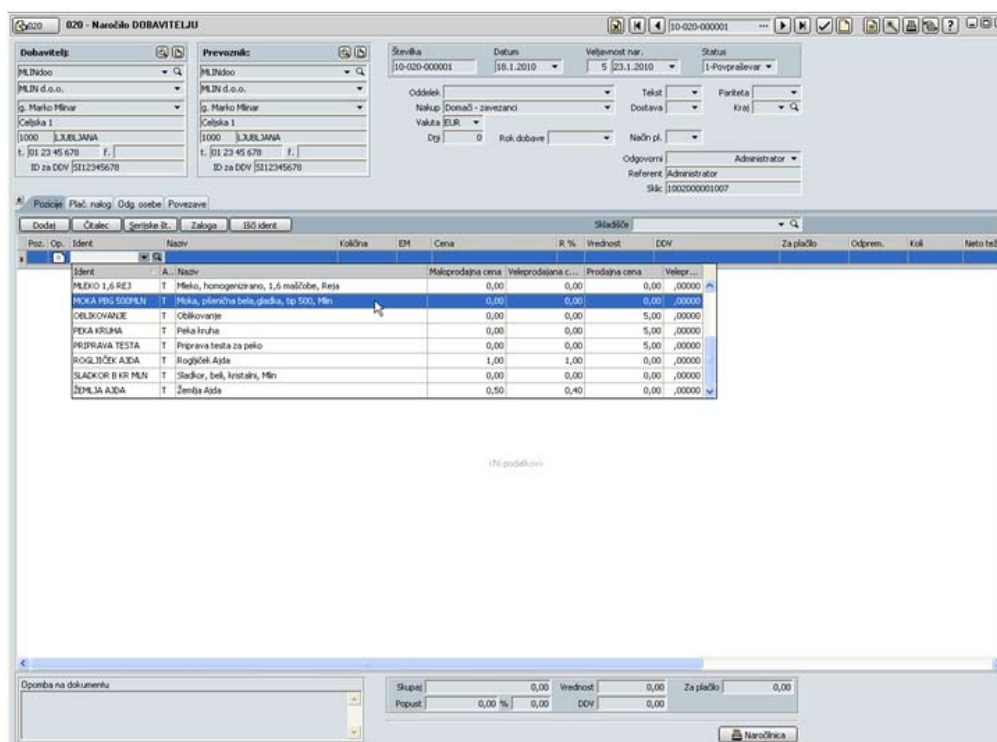 020 020 - Naročilo DOBAVITELJU 10-020-000001
Dobavitelj: Prevoznik: Številka Datum Veljavnost nar. Status
MLINdoo MLINdoo 10-020-000001 18.1.2010 5 23.1.2010 1-Povpraševar
MLIN d.o.o. MLIN d.o.o.
Oddelek Tekst Pariteta
g. Marko Mlinar g. Marko Mlinar Nakup Domači - zavezanci Dostava Kraj
Celjska 1 Celjska 1 Valuta EUR
1000 LJUBLJANA 1000 LJUBLJANA Dni 0 Rok dobave Način pl.
t. 01 23 45 678 f. t. 01 23 45 678 f.
ID za DDV SI12345678 ID za DDV SI12345678
Odgovorni Administrator
Referent Administrator
Sklic 1002000001007
Pozicije Plač. nalog Odg. osebe Povezave
Dodaj Čitalec Serijske št. Zaloga Išči ident Skladišče
Poz. Op. Ident Naziv Količina EM Cena R % Vrednost DDV Za plačilo Odprem. Koli Neto tež
Ident A.. Naziv Maloprodajna cena Veleprodajana c... Prodajna cena Velepr...
MLEKO 1,6 REJ T Mleko, homogenizirano, 1,6 maščobe, Reja 0,00 0,00 0,00 ,00000
MOKA PBG 500MLN T Moka, pšenična bela,gladka, tip 500, Mlin 0,00 0,00 0,00 ,00000
OBLIKOVANJE T Oblikovanje 0,00 0,00 5,00 ,00000
PEKA KRUHA T Peka kruha 0,00 0,00 5,00 ,00000
PRIPRAVA TESTA T Priprava testa za peko 0,00 0,00 5,00 ,00000
ROGLJIČEK AJDA T Rogljiček Ajda 1,00 1,00 0,00 ,00000
SLADKOR B KR MLN T Sladkor, beli, kristalni, Mlin 0,00 0,00 0,00 ,00000
ŽEMLJA AJDA T Žemlja Ajda 0,50 0,40 0,00 ,00000
<Ni podatkov>
Opomba na dokumentu Skupaj 0,00 Vrednost 0,00 Za plačilo 0,00
Popust 0,00 % 0,00 DDV 0,00
Naročilnica